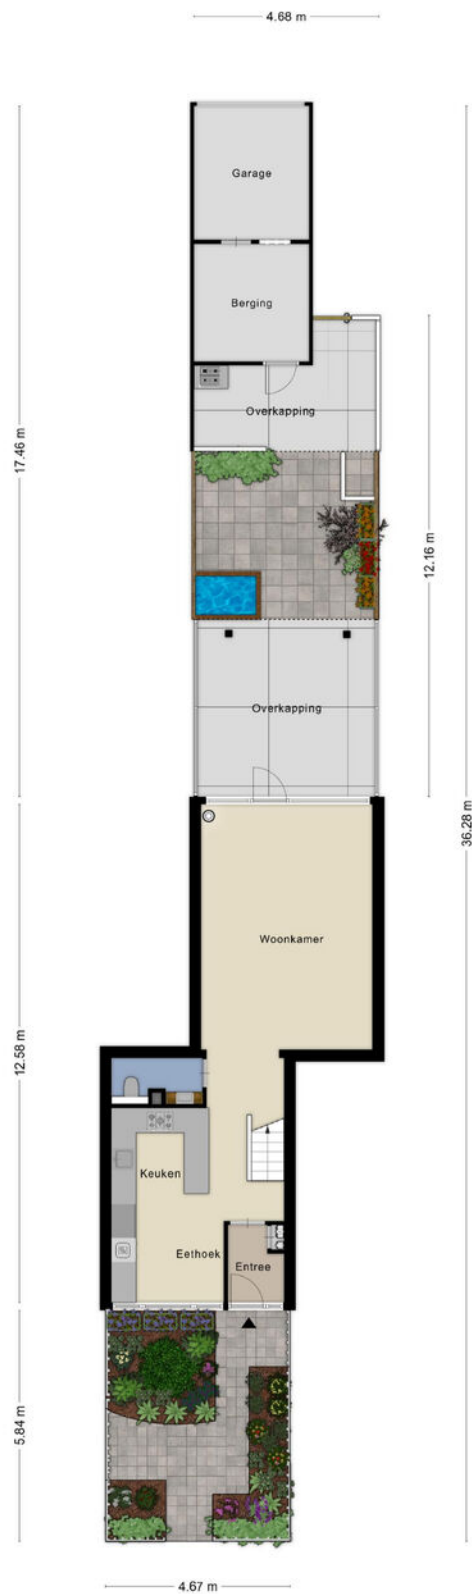 4.68 m
Garage
Berging
Overkapping
17.46 m
12.16 m
Overkapping
36.28 m
Woonkamer
12.58 m
Keuken
Eethoek
Entree
5.84 m
4.67 m